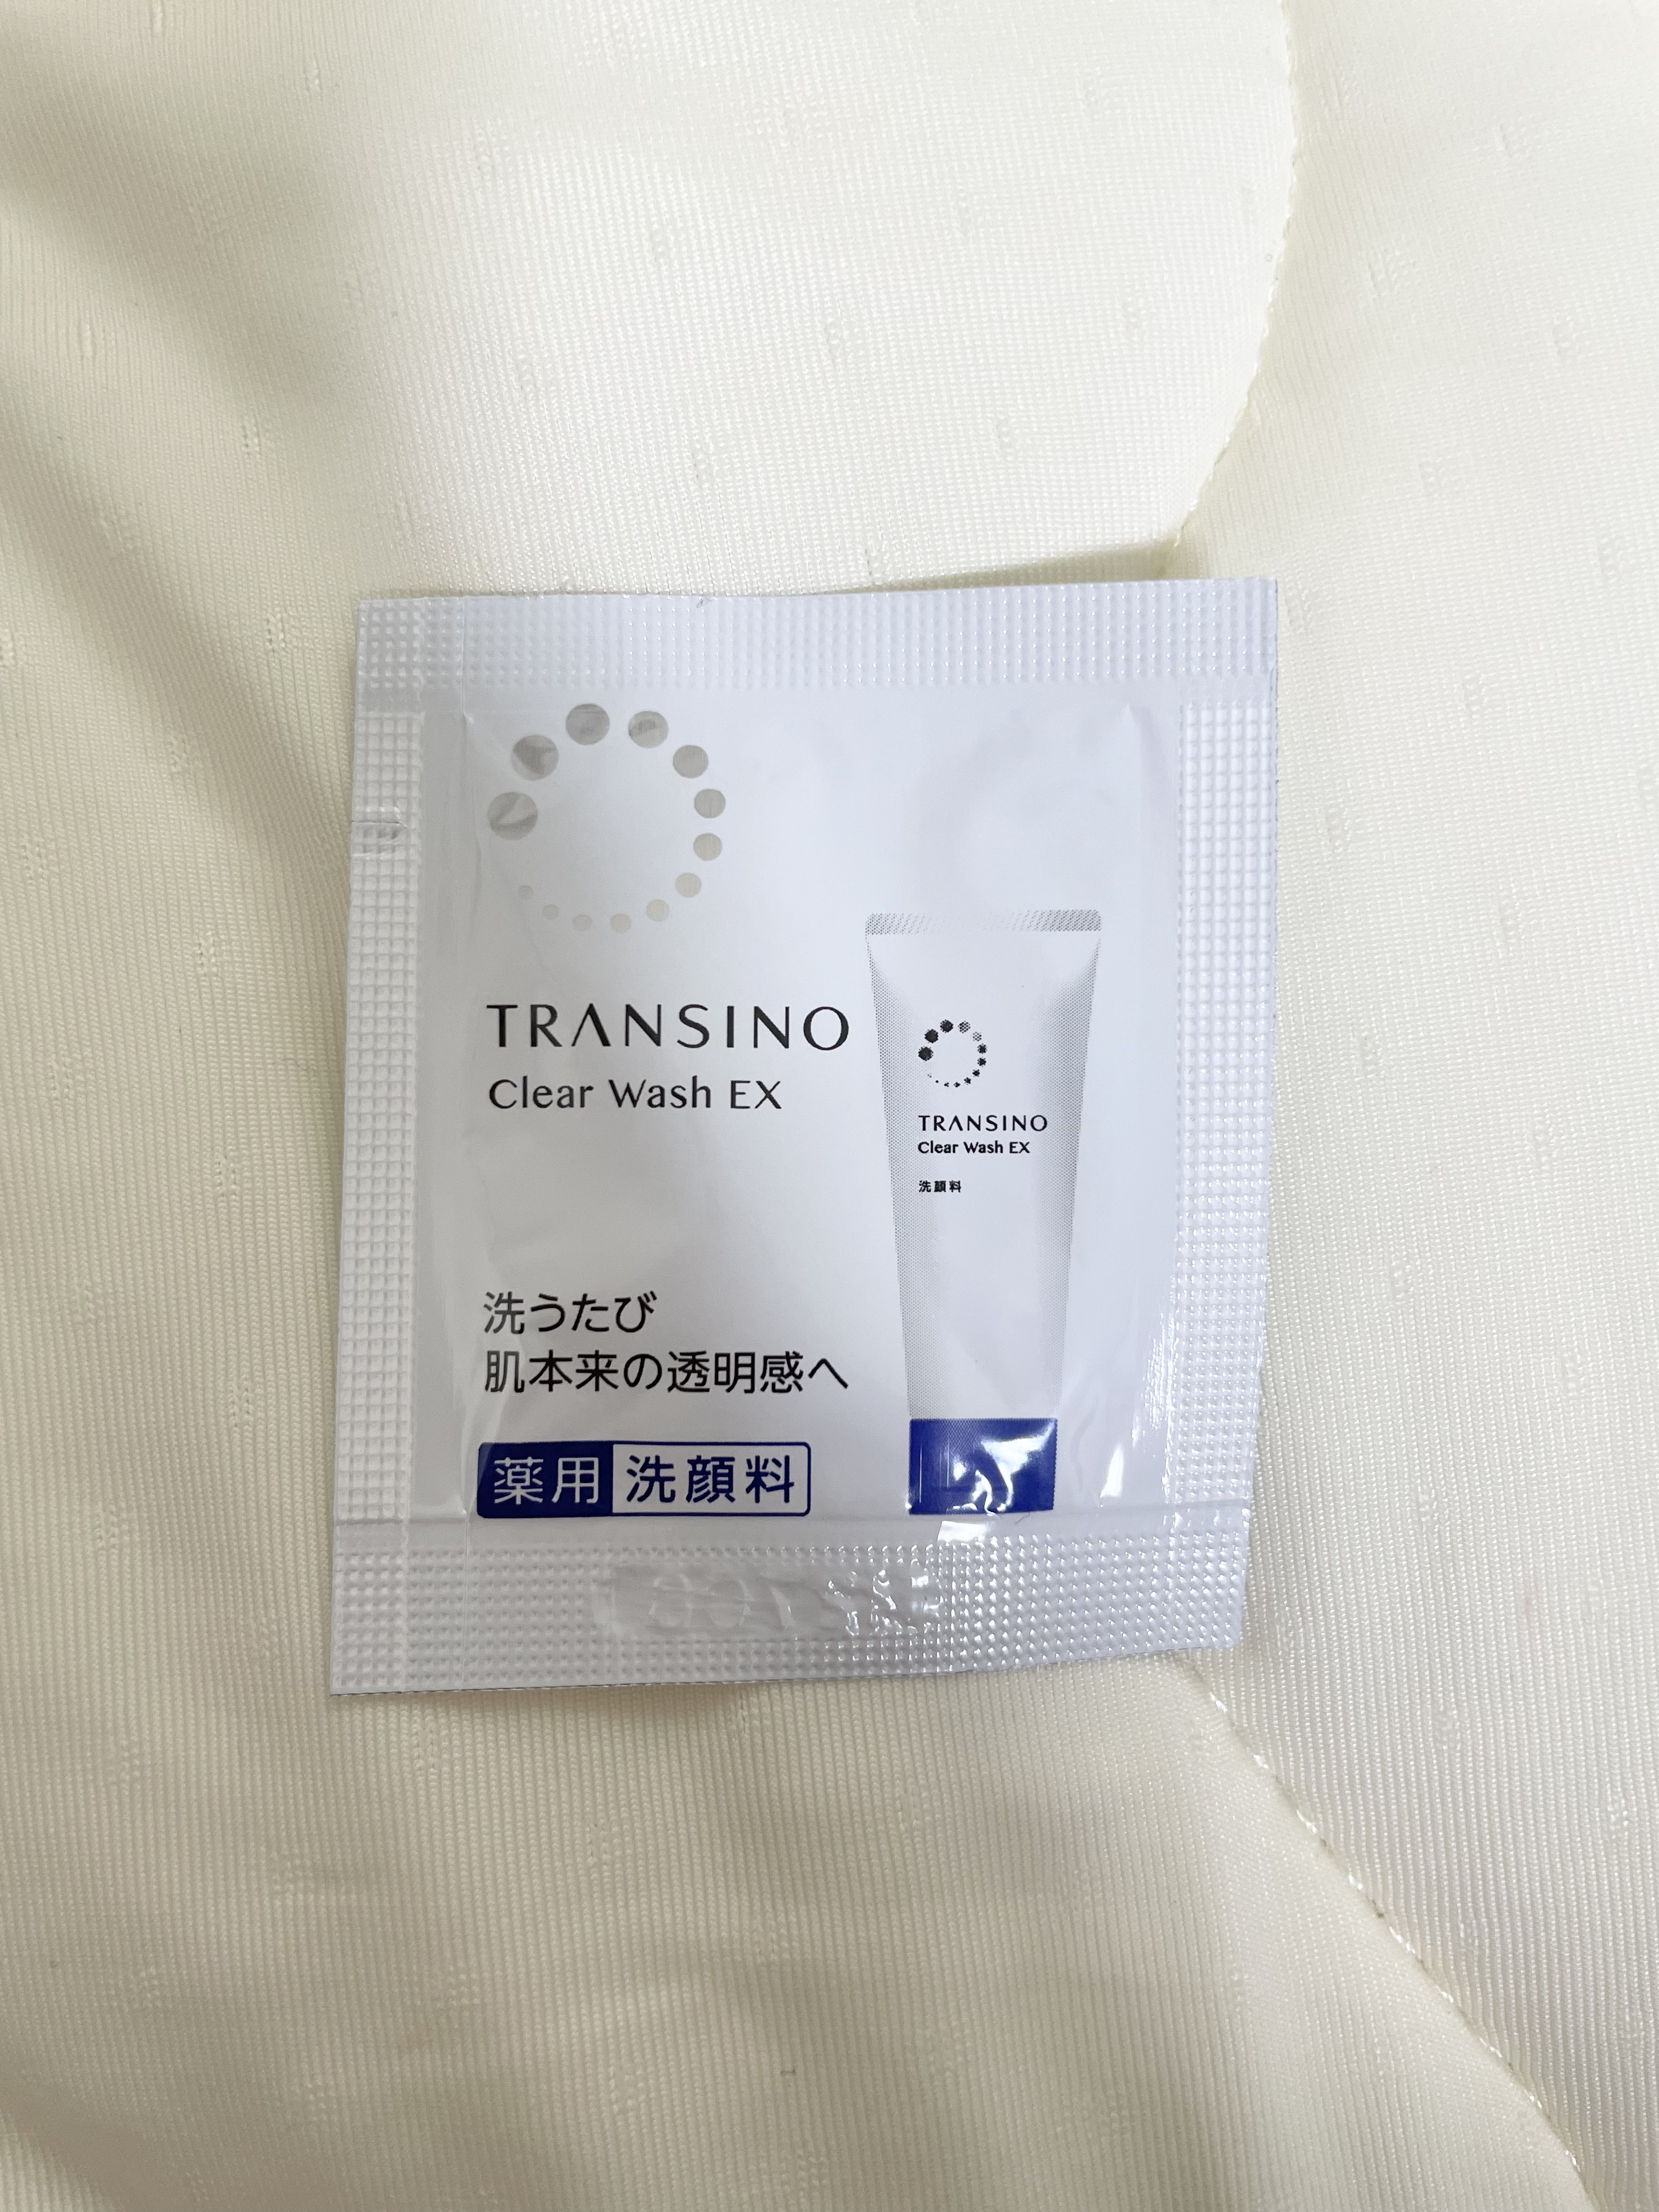 TRANSINO
Clear Wash EX
洗うたび
肌本来の透明感へ
薬用 洗顔料
TRANSINO
Clear Wash EX
洗顔料